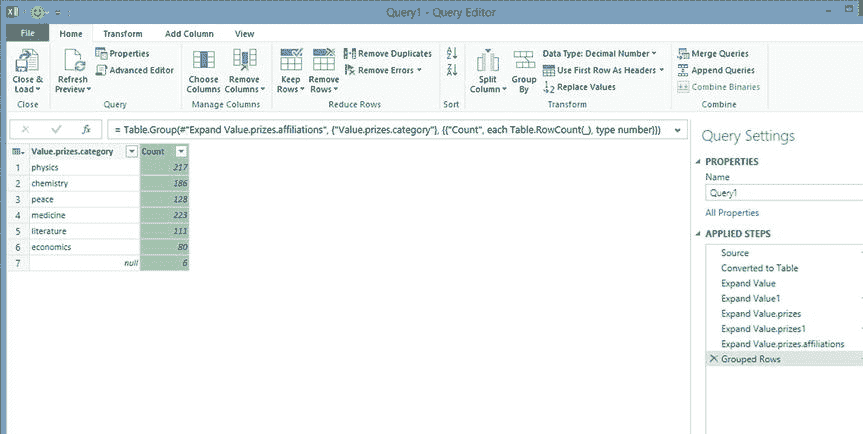 Query1 - Query Editor
File Home Transform Add Column View
Close & Load
Refresh Preview
Properties
Advanced Editor
Choose Columns
Remove Columns
Keep Rows
Remove Rows
Remove Duplicates
Remove Errors
Split Column
Group By
Data Type: Decimal Number
Use First Row As Headers
Replace Values
Merge Queries
Append Queries
Combine Binaries
Close Query Manage Columns Reduce Rows Sort Transform Combine
= Table.Group(#"Expand Value.prizes.affiliations", {"Value.prizes.category"}, {{"Count", each Table.RowCount(_), type number}})
Value.prizes.category Count
1 physics 217
2 chemistry 186
3 peace 128
4 medicine 223
5 literature 111
6 economics 80
7 null 6
Query Settings
PROPERTIES
Name
Query1
All Properties
APPLIED STEPS
Source
Converted to Table
Expand Value
Expand Value1
Expand Value.prizes
Expand Value.prizes1
Expand Value.prizes.affiliations
Grouped Rows